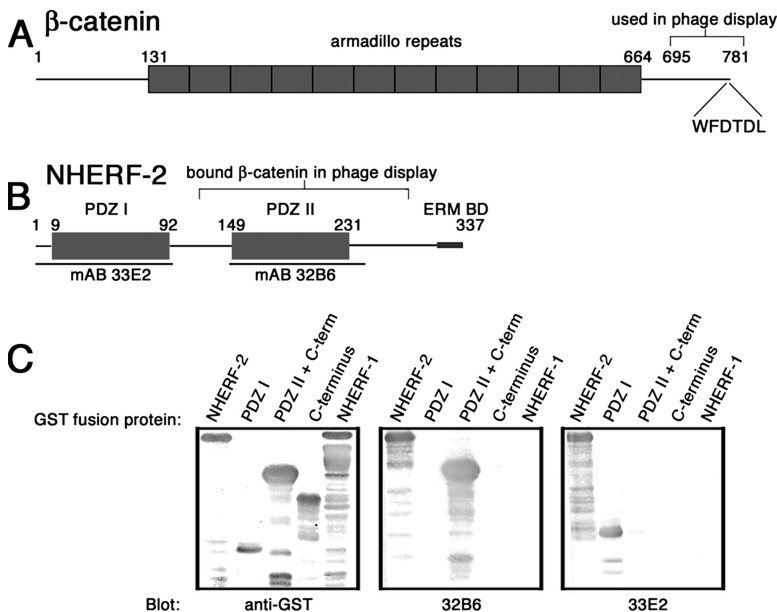 A
β-catenin
used in phage display
armadillo repeats
1 131 664 695 781
WFDTDL
B
NHERF-2
bound β-catenin in phage display
PDZ I PDZ II ERM BD
1 9 92 149 231 337
mAB 33E2 mAB 32B6
C
GST fusion protein:
NHERF-2 PDZ I PDZ II + C-term C-terminus NHERF-1
NHERF-2 PDZ I PDZ II + C-term C-terminus NHERF-1
NHERF-2 PDZ I PDZ II + C-term C-terminus NHERF-1
Blot: anti-GST 32B6 33E2